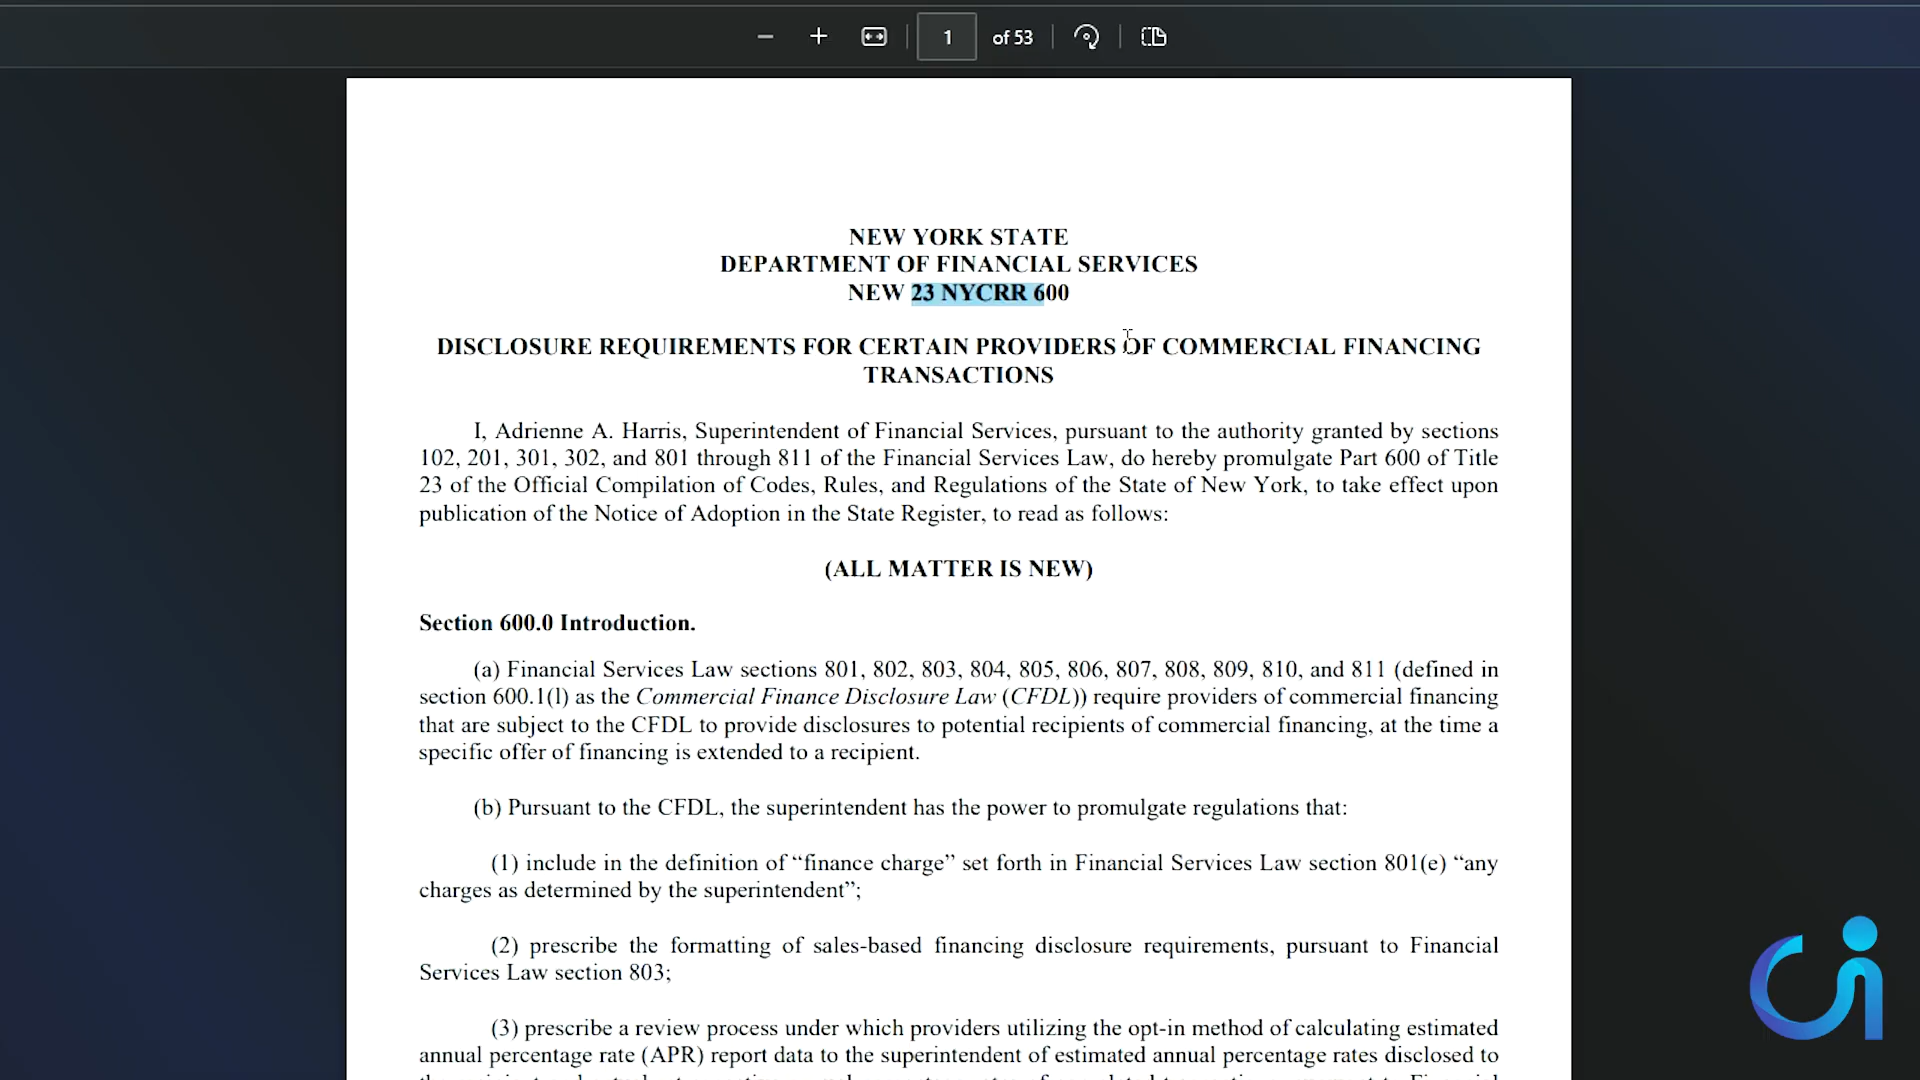 1 of 53
NEW YORK STATE
DEPARTMENT OF FINANCIAL SERVICES
NEW 23 NYCRR 600
DISCLOSURE REQUIREMENTS FOR CERTAIN PROVIDERS OF COMMERCIAL FINANCING
TRANSACTIONS
I, Adrienne A. Harris, Superintendent of Financial Services, pursuant to the authority granted by sections
102, 201, 301, 302, and 801 through 811 of the Financial Services Law, do hereby promulgate Part 600 of Title
23 of the Official Compilation of Codes, Rules, and Regulations of the State of New York, to take effect upon
publication of the Notice of Adoption in the State Register, to read as follows:
(ALL MATTER IS NEW)
Section 600.0 Introduction.
(a) Financial Services Law sections 801, 802, 803, 804, 805, 806, 807, 808, 809, 810, and 811 (defined in
section 600.1(l) as the Commercial Finance Disclosure Law (CFDL)) require providers of commercial financing
that are subject to the CFDL to provide disclosures to potential recipients of commercial financing, at the time a
specific offer of financing is extended to a recipient.
(b) Pursuant to the CFDL, the superintendent has the power to promulgate regulations that:
(1) include in the definition of “finance charge” set forth in Financial Services Law section 801(e) “any
charges as determined by the superintendent”;
(2) prescribe the formatting of sales-based financing disclosure requirements, pursuant to Financial
Services Law section 803;
(3) prescribe a review process under which providers utilizing the opt-in method of calculating estimated
annual percentage rate (APR) report data to the superintendent of estimated annual percentage rates disclosed to